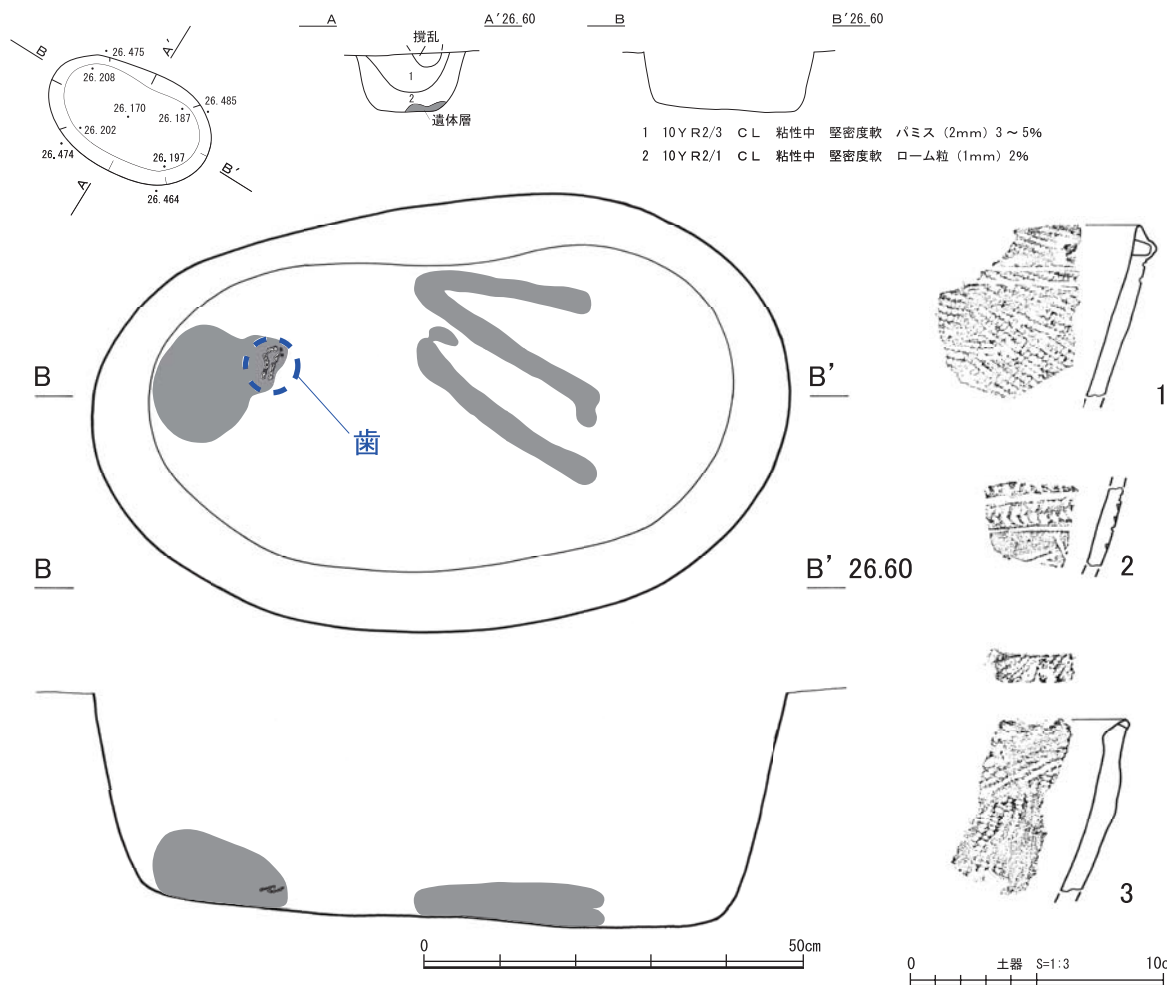 A A'26.60 B B'26.60
撹乱
1
2
遺体層
B A'
26.475
26.208
26.170
26.485
26.187
26.202
26.474
26.197
B'
A
26.464
1 10YR2/3 CL 粘性中 堅密度軟 パミス(2mm)3~5%
2 10YR2/1 CL 粘性中 堅密度軟 ローム粒(1mm)2%
B B'
歯
B B' 26.60
1
2
3
0 50cm
0 土器 S=1:3 10c